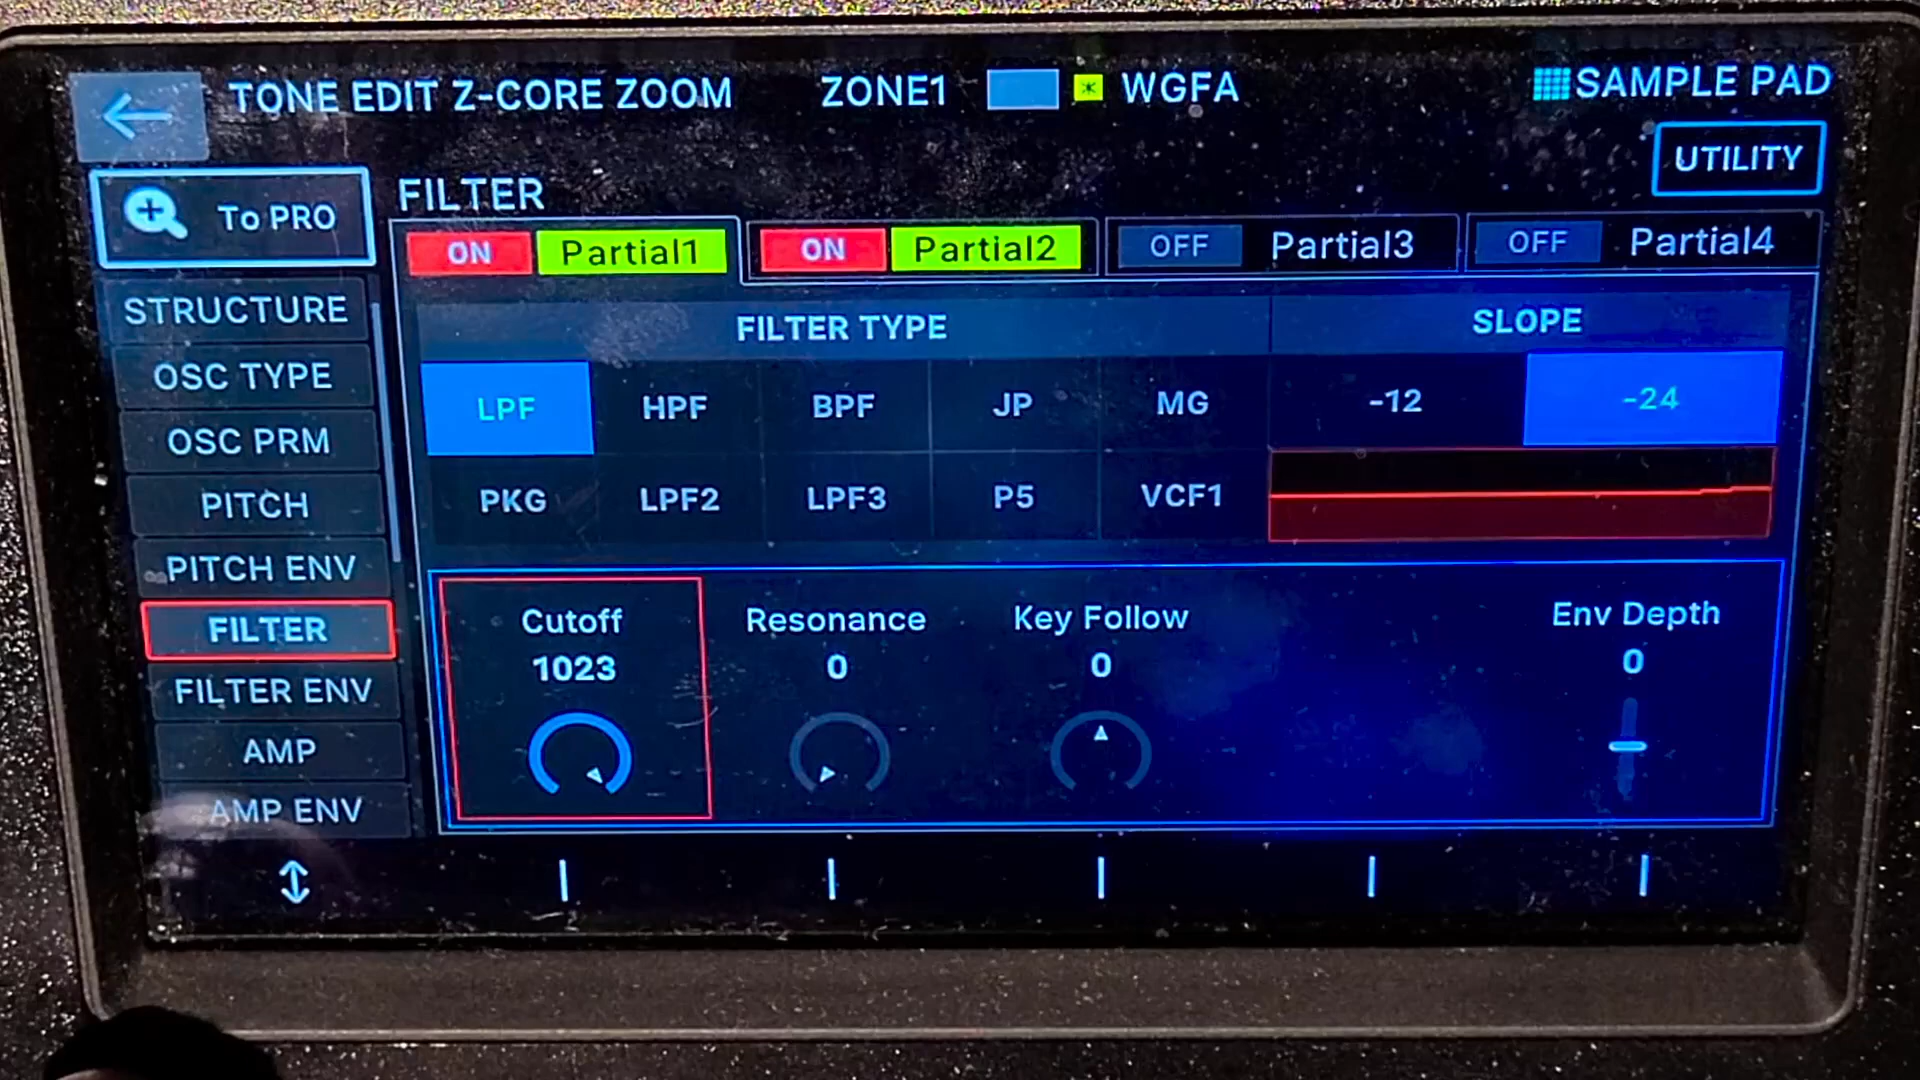 TONE EDIT Z-CORE ZOOM ZONE1 WGFA SAMPLE PAD
UTILITY
To PRO
FILTER
ON Partial1 ON Partial2 OFF Partial3 OFF Partial4
STRUCTURE
OSC TYPE
OSC PRM
PITCH
PITCH ENV
FILTER
FILTER ENV
AMP
AMP ENV
FILTER TYPE SLOPE
LPF HPF BPF JP MG -12 -24
PKG LPF2 LPF3 P5 VCF1
Cutoff Resonance Key Follow Env Depth
1023 0 0 0